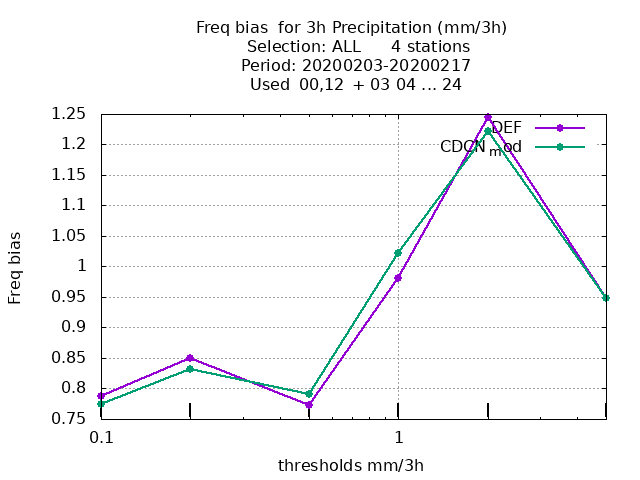 Freq bias  for 3h Precipitation (mm/3h)
Selection: ALL      4 stations
Period: 20200203-20200217
Used  00,12  + 03 04 ... 24
DEF
CDCN_mod
1.25
1.2
1.15
1.1
1.05
1
0.95
0.9
0.85
0.8
0.75
Freq bias
0.1
1
thresholds mm/3h